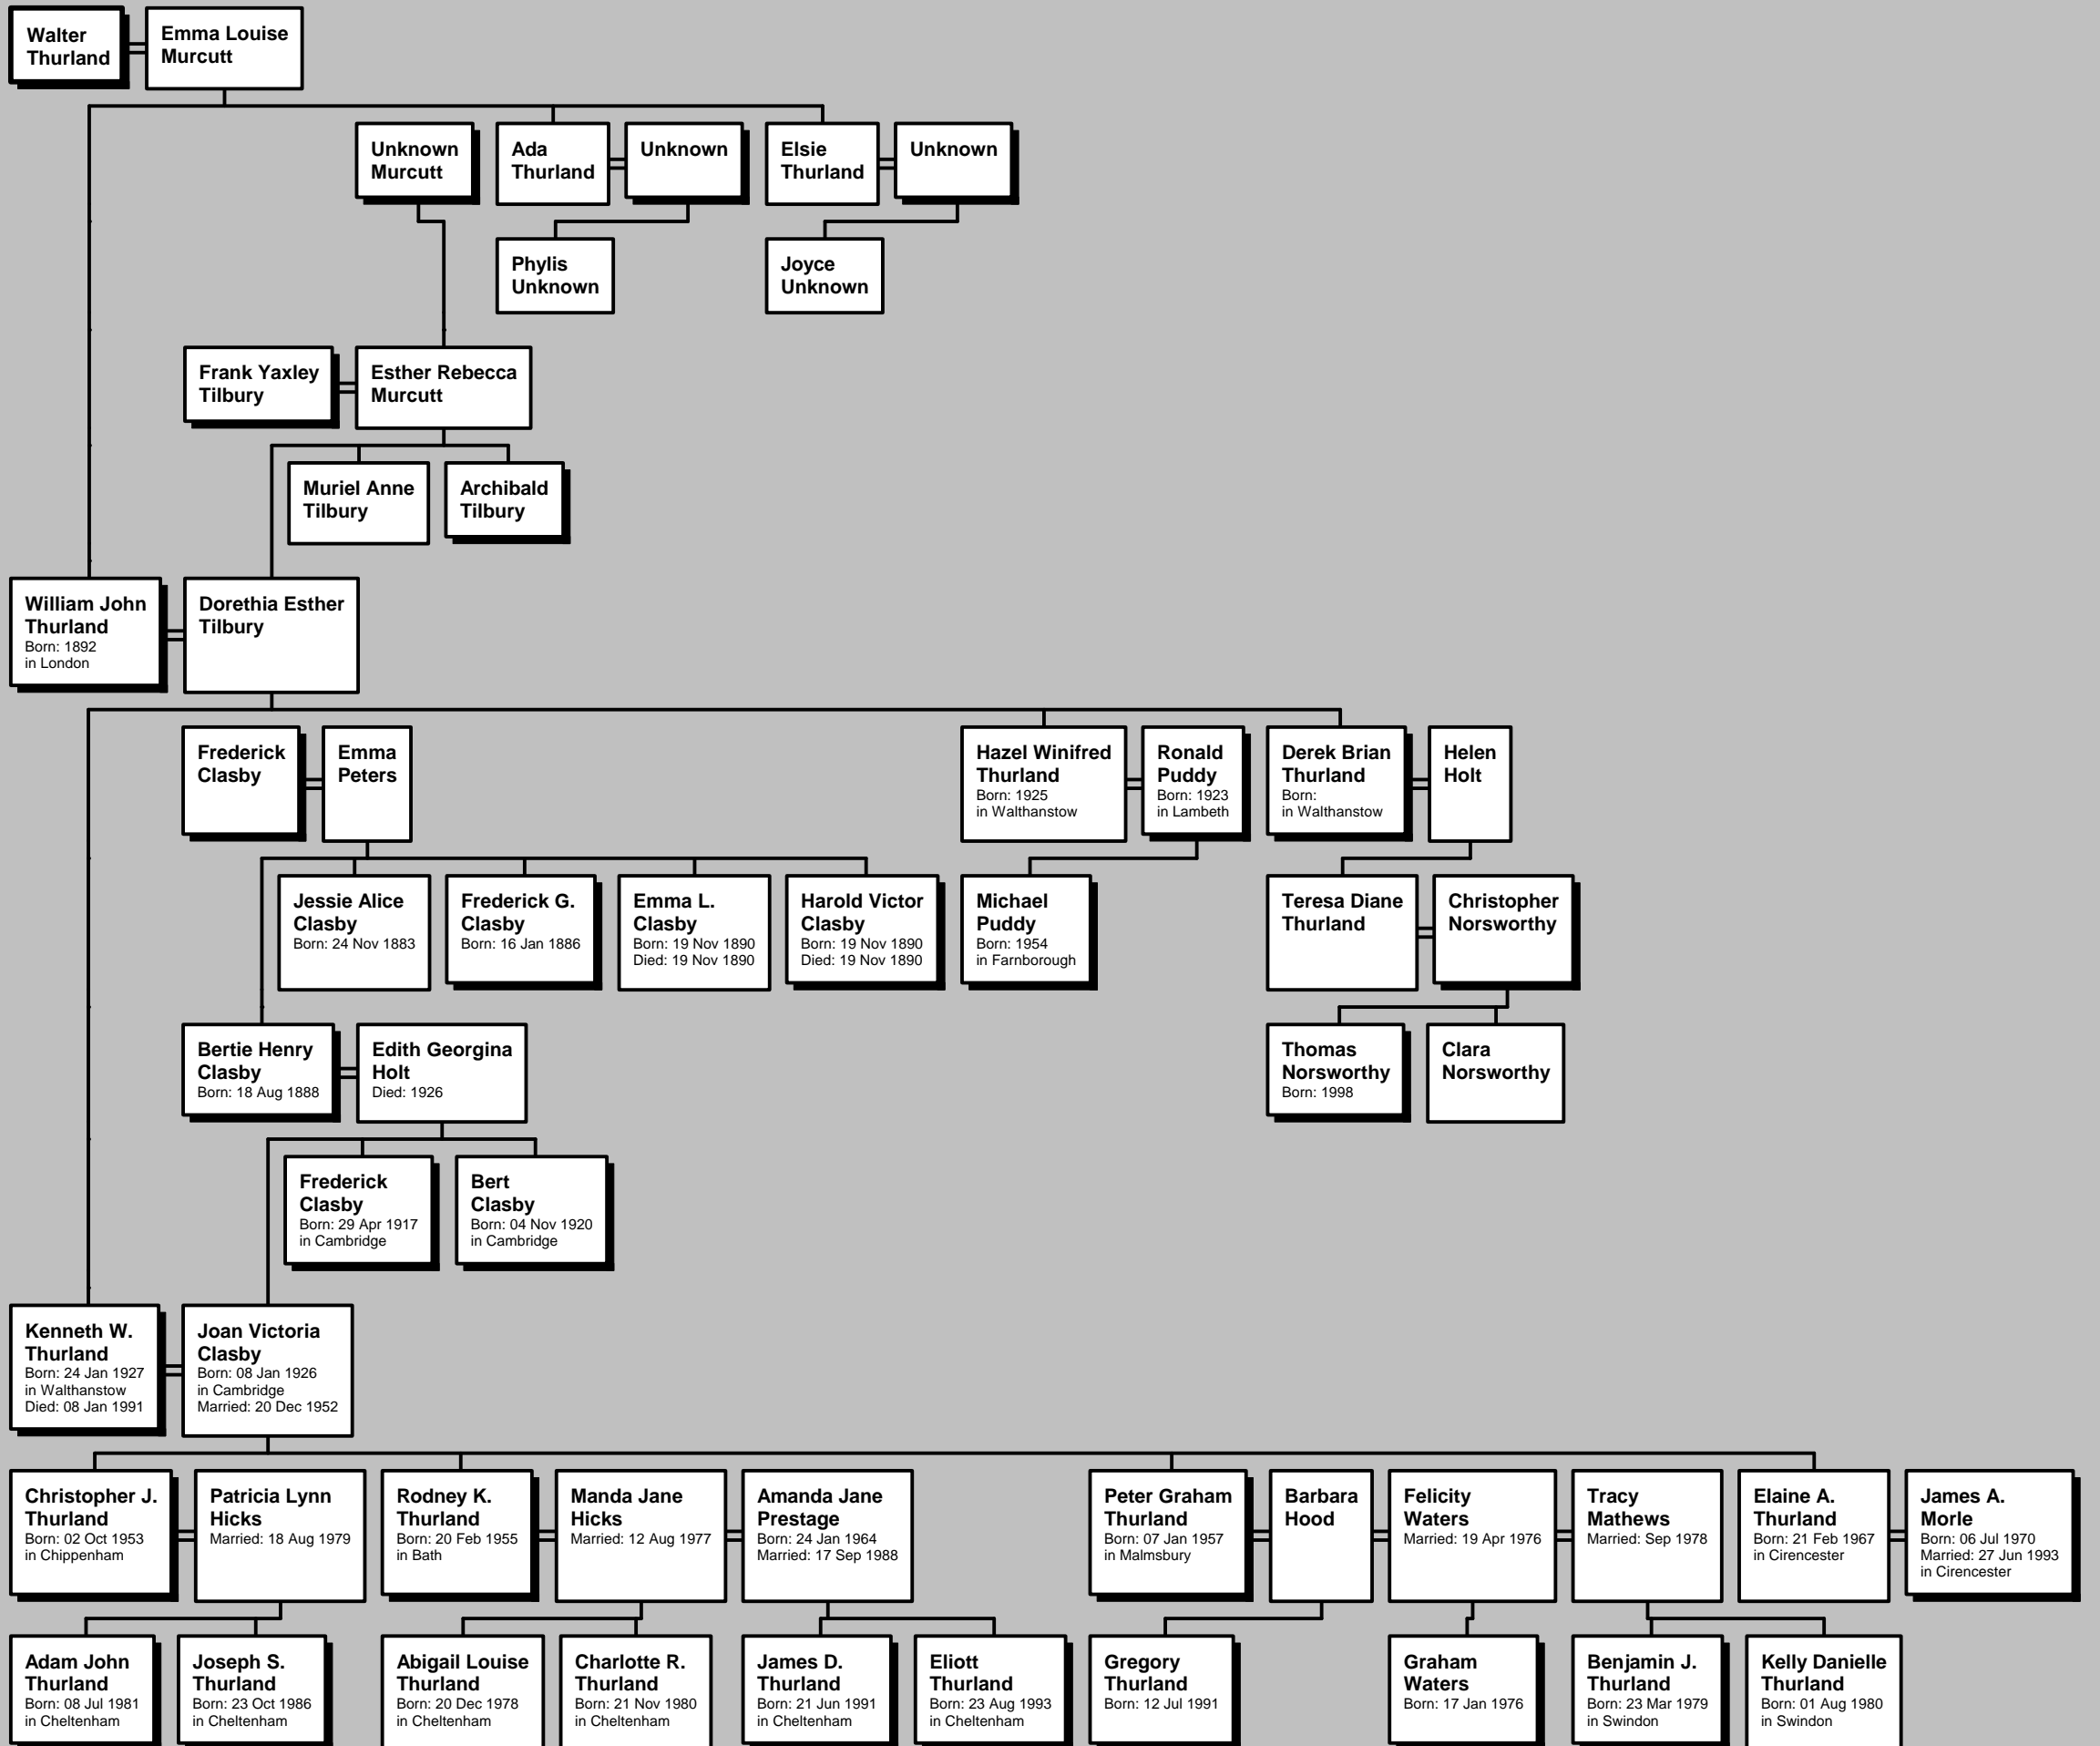 Walter
Thurland
Emma Louise
Murcutt
Unknown
Murcutt
Ada
Thurland
Unknown
Elsie
Thurland
Unknown
Phylis
Unknown
Joyce
Unknown
Frank Yaxley
Tilbury
Esther Rebecca
Murcutt
Muriel Anne
Tilbury
Archibald
Tilbury
William John
Thurland
Born: 1892
in London
Dorethia Esther
Tilbury
Frederick
Clasby
Emma
Peters
Hazel Winifred
Thurland
Born: 1925
in Walthanstow
Ronald
Puddy
Born: 1923
in Lambeth
Derek Brian
Thurland
Born:
in Walthanstow
Helen
Holt
Jessie Alice
Clasby
Born: 24 Nov 1883
Frederick G.
Clasby
Born: 16 Jan 1886
Emma L.
Clasby
Born: 19 Nov 1890
Died: 19 Nov 1890
Harold Victor
Clasby
Born: 19 Nov 1890
Died: 19 Nov 1890
Michael
Puddy
Born: 1954
in Farnborough
Teresa Diane
Thurland
Christopher
Norsworthy
Bertie Henry
Clasby
Born: 18 Aug 1888
Edith Georgina
Holt
Died: 1926
Thomas
Norsworthy
Born: 1998
Clara
Norsworthy
Frederick
Clasby
Born: 29 Apr 1917
in Cambridge
Bert
Clasby
Born: 04 Nov 1920
in Cambridge
Kenneth W.
Thurland
Born: 24 Jan 1927
in Walthanstow
Died: 08 Jan 1991
Joan Victoria
Clasby
Born: 08 Jan 1926
in Cambridge
Married: 20 Dec 1952
Christopher J.
Thurland
Born: 02 Oct 1953
in Chippenham
Patricia Lynn
Hicks
Married: 18 Aug 1979
Rodney K.
Thurland
Born: 20 Feb 1955
in Bath
Manda Jane
Hicks
Married: 12 Aug 1977
Amanda Jane
Prestage
Born: 24 Jan 1964
Married: 17 Sep 1988
Peter Graham
Thurland
Born: 07 Jan 1957
in Malmsbury
Barbara
Hood
Felicity
Waters
Married: 19 Apr 1976
Tracy
Mathews
Married: Sep 1978
Elaine A.
Thurland
Born: 21 Feb 1967
in Cirencester
James A.
Morle
Born: 06 Jul 1970
Married: 27 Jun 1993
in Cirencester
Adam John
Thurland
Born: 08 Jul 1981
in Cheltenham
Joseph S.
Thurland
Born: 23 Oct 1986
in Cheltenham
Abigail Louise
Thurland
Born: 20 Dec 1978
in Cheltenham
Charlotte R.
Thurland
Born: 21 Nov 1980
in Cheltenham
James D.
Thurland
Born: 21 Jun 1991
in Cheltenham
Eliott
Thurland
Born: 23 Aug 1993
in Cheltenham
Gregory
Thurland
Born: 12 Jul 1991
Graham
Waters
Born: 17 Jan 1976
Benjamin J.
Thurland
Born: 23 Mar 1979
in Swindon
Kelly Danielle
Thurland
Born: 01 Aug 1980
in Swindon